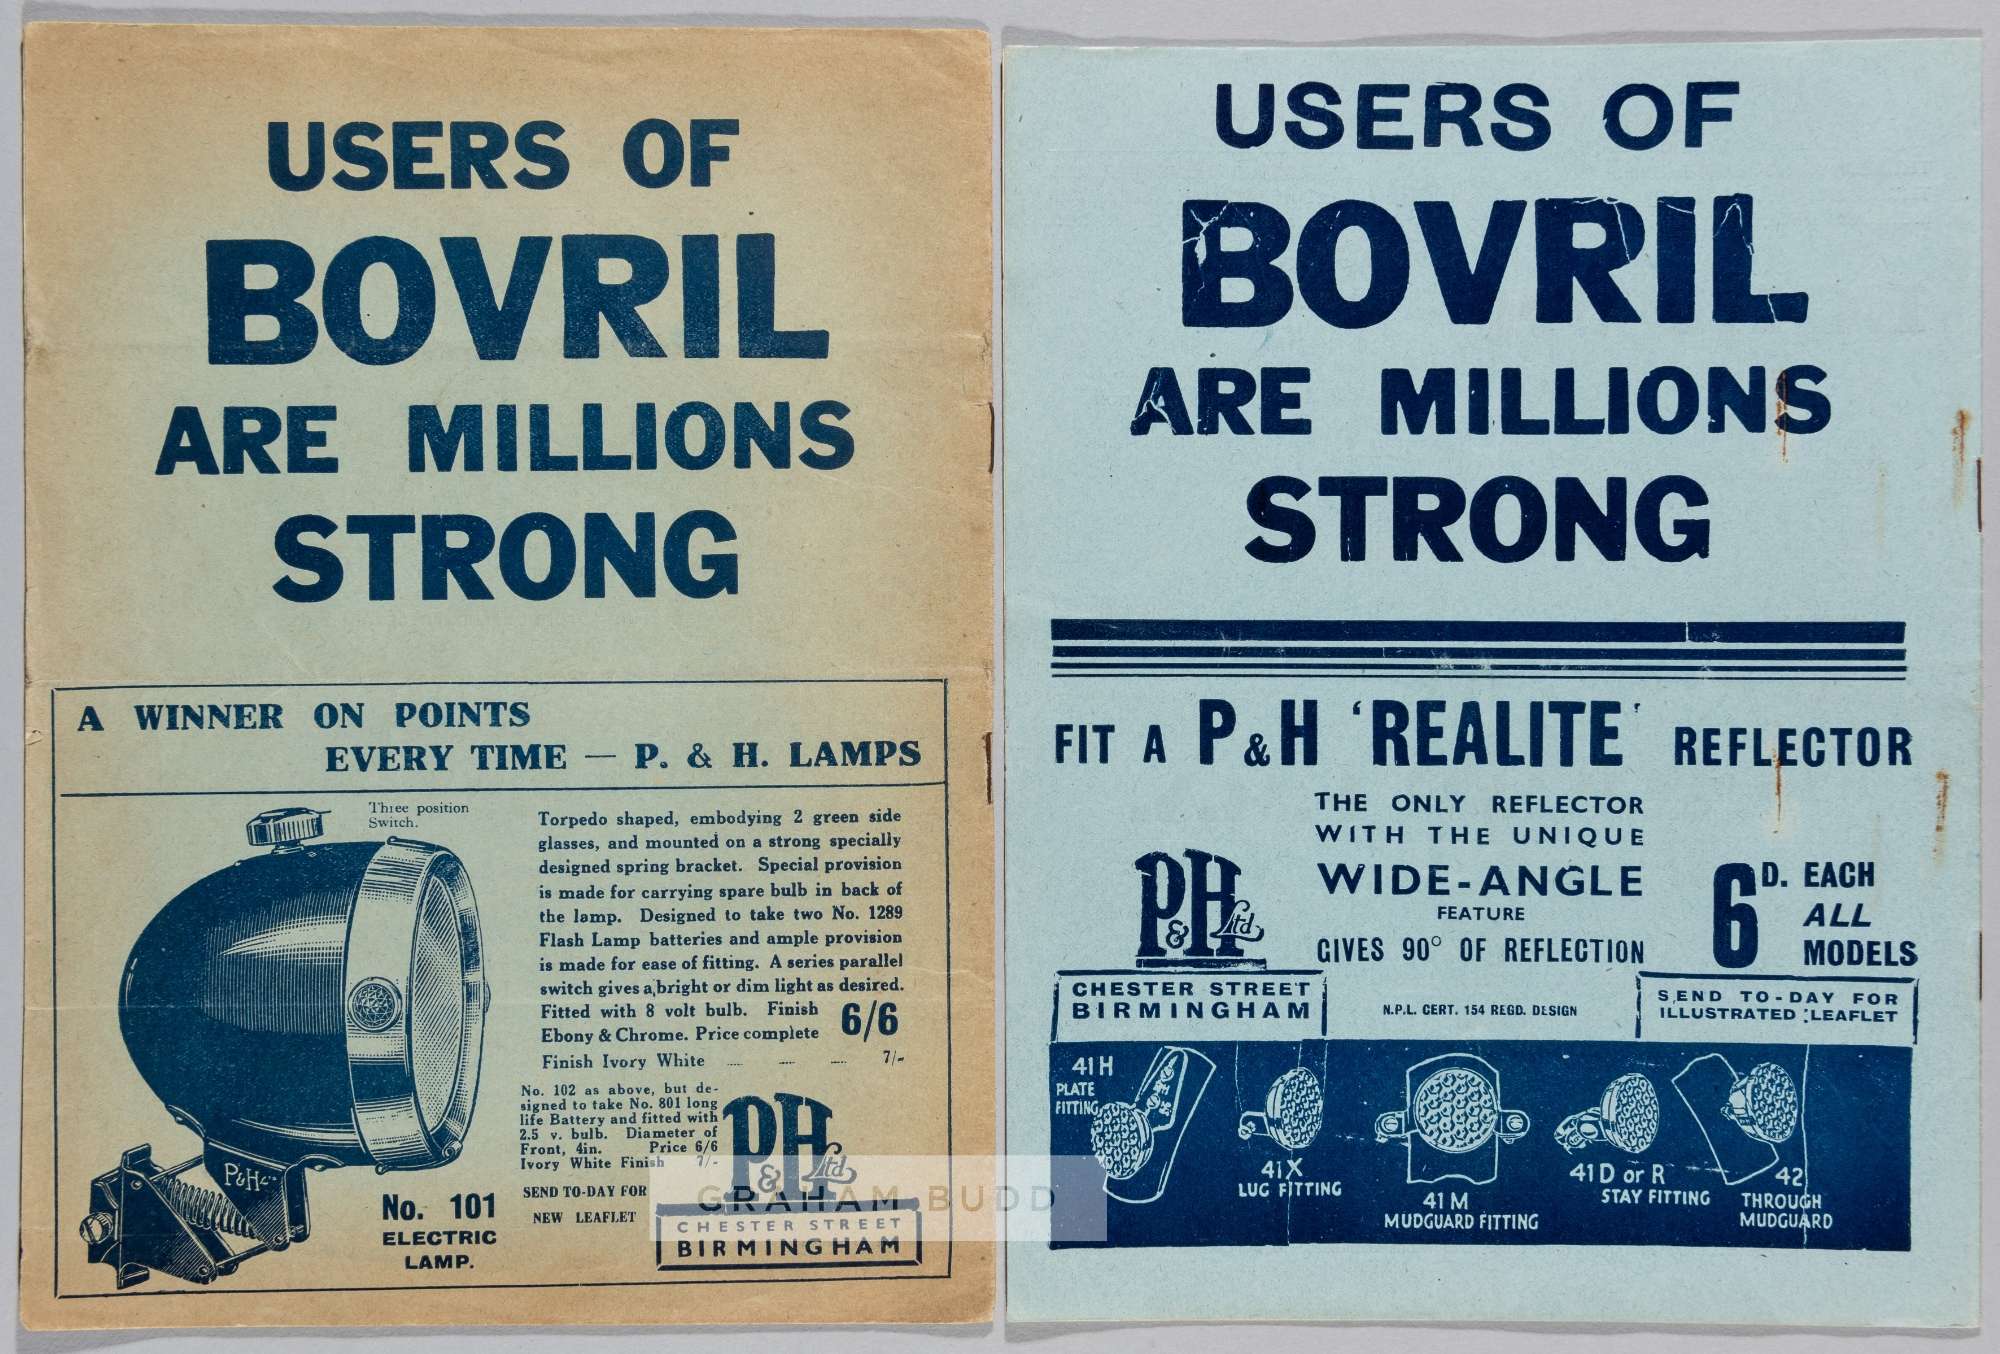 USERS OF
BOVRIL
ARE MILLIONS
STRONG
A WINNER ON POINTS
EVERY TIME — P. & H. LAMPS
Three position
Switch.
Torpedo shaped, embodying 2 green side
glasses, and mounted on a strong specially
designed spring bracket. Special provision
is made for carrying spare bulb in back of
the lamp. Designed to take two No. 1289
Flash Lamp batteries and ample provision
is made for ease of fitting. A series parallel
switch gives a bright or dim light as desired.
Fitted with 8 volt bulb. Finish
Ebony & Chrome. Price complete 6/6
Finish Ivory White .... .... .... 7/-
No. 102 as above, but de-
signed to take No. 801 long
life Battery and fitted with
2.5 v. bulb. Diameter of
Front, 4in. Price 6/6
Ivory White Finish 7/-
SEND TO-DAY FOR
NEW LEAFLET
P&H
No. 101
ELECTRIC
LAMP.
P&H Ltd.
CHESTER STREET
BIRMINGHAM
GRAHAM BUDD
USERS OF
BOVRIL
ARE MILLIONS
STRONG
FIT A P&H 'REALITE' REFLECTOR
THE ONLY REFLECTOR
WITH THE UNIQUE
WIDE-ANGLE
FEATURE
GIVES 90° OF REFLECTION
P&H Ltd.
CHESTER STREET
BIRMINGHAM
N.P.L. CERT. 154 REGD. DESIGN
6D. EACH
ALL
MODELS
SEND TO-DAY FOR
ILLUSTRATED LEAFLET
41H
PLATE
FITTING
41X
LUG FITTING
41M
MUDGUARD FITTING
41D or R
STAY FITTING
42
THROUGH
MUDGUARD